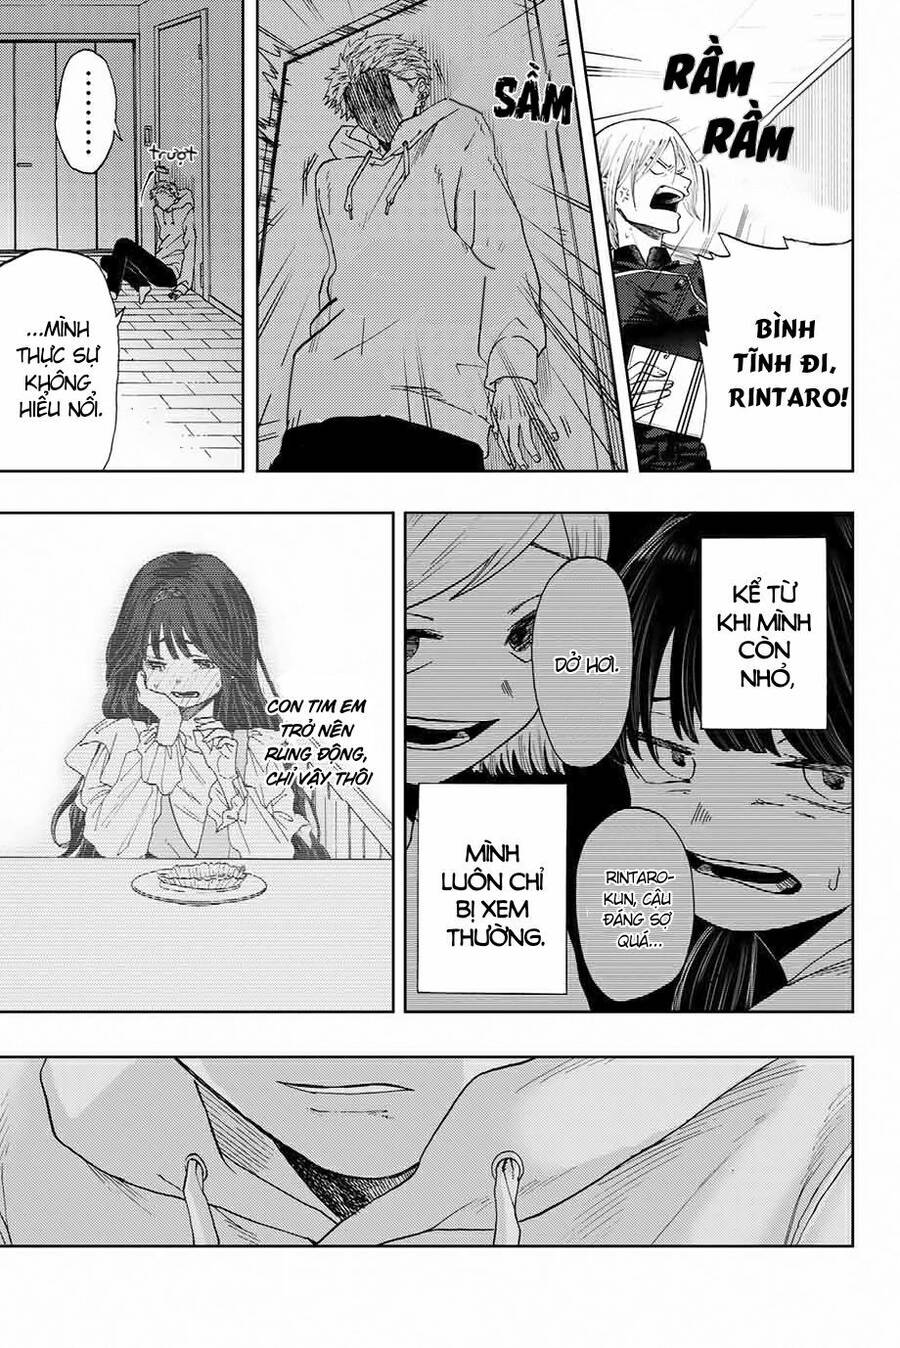 RẦM
RẦM
BÌNH
TĨNH ĐI,
RINTARO!
SẦM
........
trượt
...MÌNH
THỰC SỰ
KHÔNG
HIỂU NỔI.
KỂ TỪ
KHI MÌNH
CÒN
NHỎ,
DỞ HƠI.
RINTARO-
KUN, CẬU
ĐÁNG SỢ
QUÁ...
MÌNH
LUÔN CHỈ
BỊ XEM
THƯỜNG.
CON TIM EM
TRỞ NÊN
RUNG ĐỘNG,
CHỈ VẬY THÔI